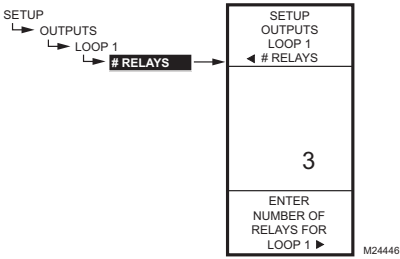 SETUP
OUTPUTS
LOOP 1
# RELAYS
SETUP
OUTPUTS
LOOP 1
◄ # RELAYS
3
ENTER
NUMBER OF
RELAYS FOR
LOOP 1 ►
M24446